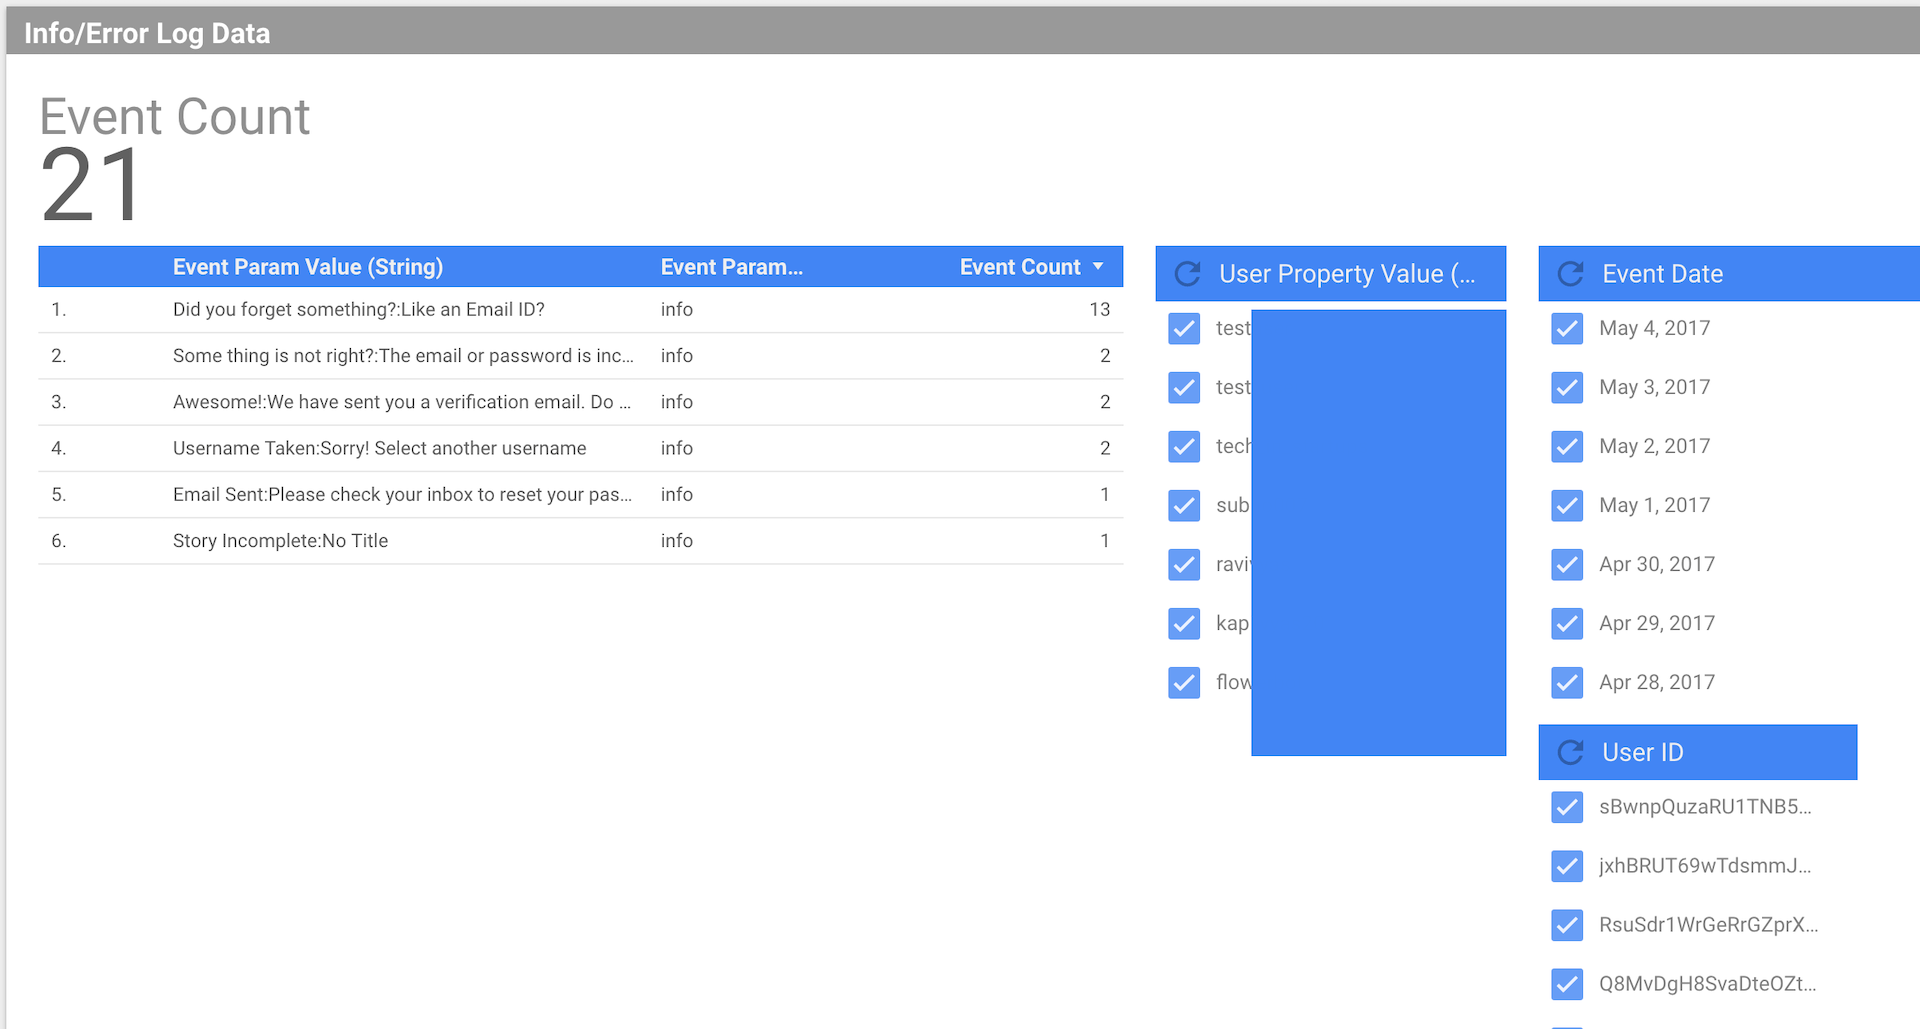 Info/Error Log Data
Event Count
21
Event Param Value (String) Event Param... Event Count
1. Did you forget something?:Like an Email ID? info 13
2. Some thing is not right?:The email or password is inc... info 2
3. Awesome!:We have sent you a verification email. Do ... info 2
4. Username Taken:Sorry! Select another username info 2
5. Email Sent:Please check your inbox to reset your pas... info 1
6. Story Incomplete:No Title info 1
User Property Value (...
test
test
tech
sub
ravi
kap
flow
Event Date
May 4, 2017
May 3, 2017
May 2, 2017
May 1, 2017
Apr 30, 2017
Apr 29, 2017
Apr 28, 2017
User ID
sBwnpQuzaRU1TNB5...
jxhBRUT69wTdsmmJ...
RsuSdr1WrGeRrGZprX...
Q8MvDgH8SvaDteOZt...